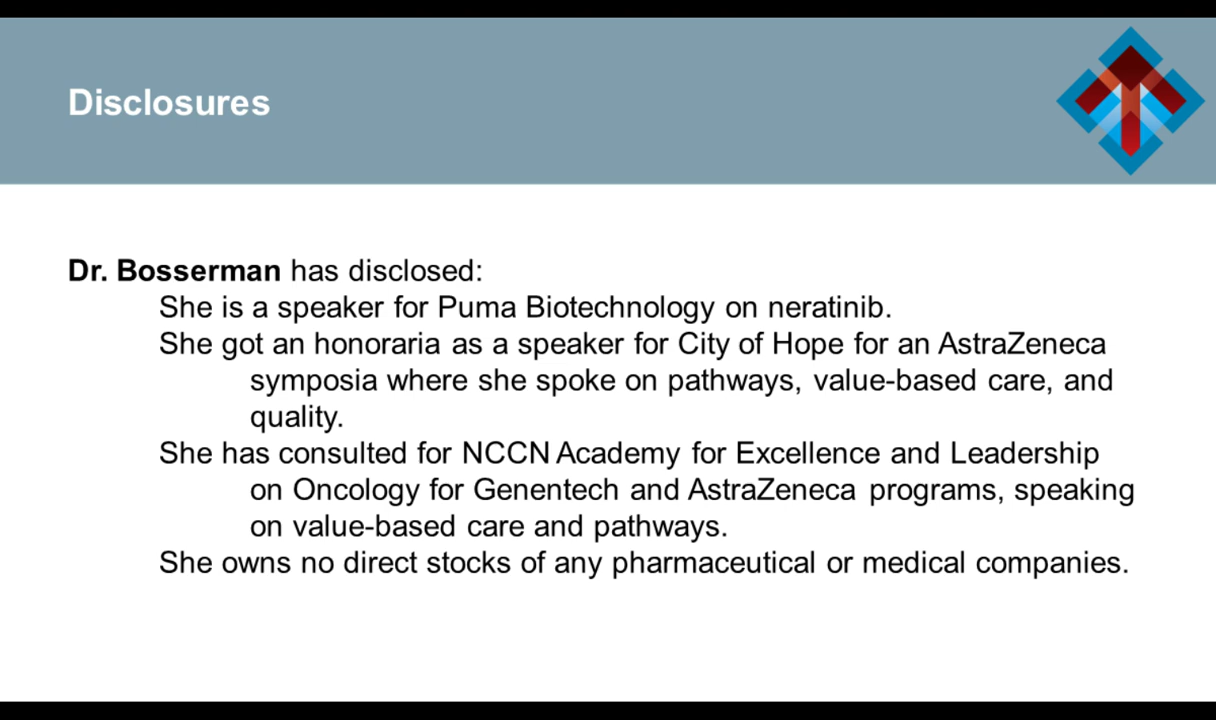 Disclosures
Dr. Bosserman has disclosed:
She is a speaker for Puma Biotechnology on neratinib.
She got an honoraria as a speaker for City of Hope for an AstraZeneca
symposia where she spoke on pathways, value-based care, and
quality.
She has consulted for NCCN Academy for Excellence and Leadership
on Oncology for Genentech and AstraZeneca programs, speaking
on value-based care and pathways.
She owns no direct stocks of any pharmaceutical or medical companies.